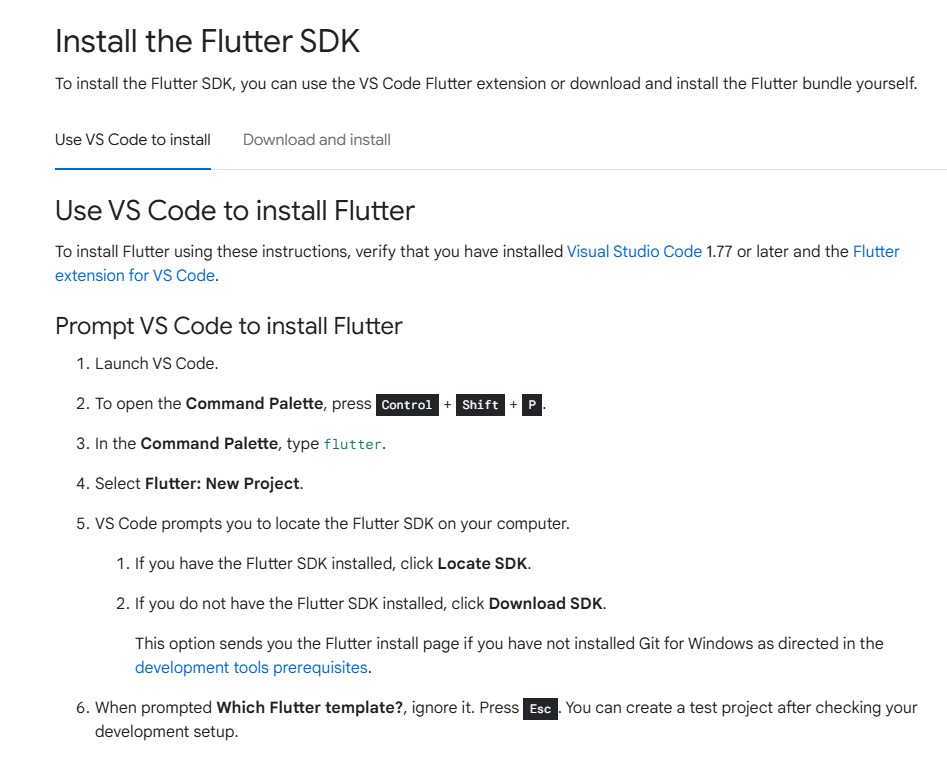 Install the Flutter SDK
To install the Flutter SDK, you can use the VS Code Flutter extension or download and install the Flutter bundle yourself.
Use VS Code to install Download and install
Use VS Code to install Flutter
To install Flutter using these instructions, verify that you have installed Visual Studio Code 1.77 or later and the Flutter
extension for VS Code.
Prompt VS Code to install Flutter
1. Launch VS Code.
2. To open the Command Palette, press Control + Shift + P.
3. In the Command Palette, type flutter.
4. Select Flutter: New Project.
5. VS Code prompts you to locate the Flutter SDK on your computer.
1. If you have the Flutter SDK installed, click Locate SDK.
2. If you do not have the Flutter SDK installed, click Download SDK.
This option sends you the Flutter install page if you have not installed Git for Windows as directed in the
development tools prerequisites.
6. When prompted Which Flutter template?, ignore it. Press Esc. You can create a test project after checking your
development setup.